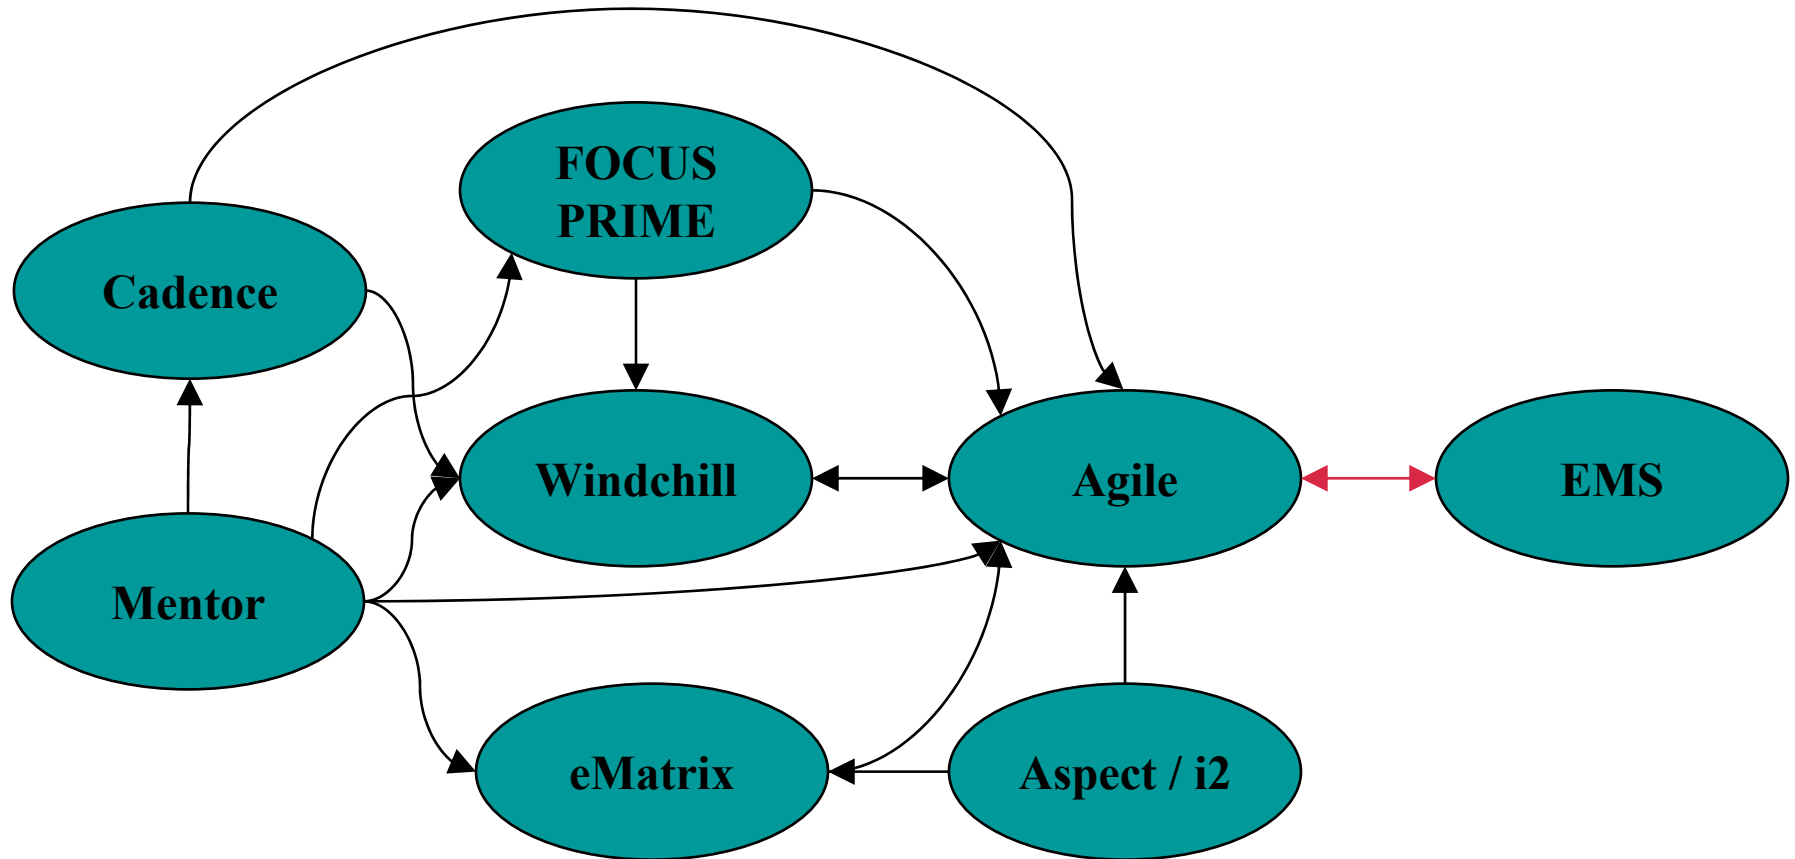 FOCUS
PRIME
Cadence
Windchill
Agile
EMS
Mentor
eMatrix
Aspect / i2